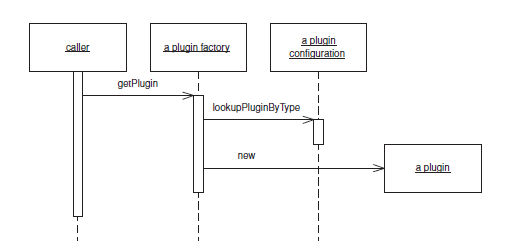 caller
a plugin factory
a plugin
configuration
getPlugin
lookupPluginByType
new
a plugin